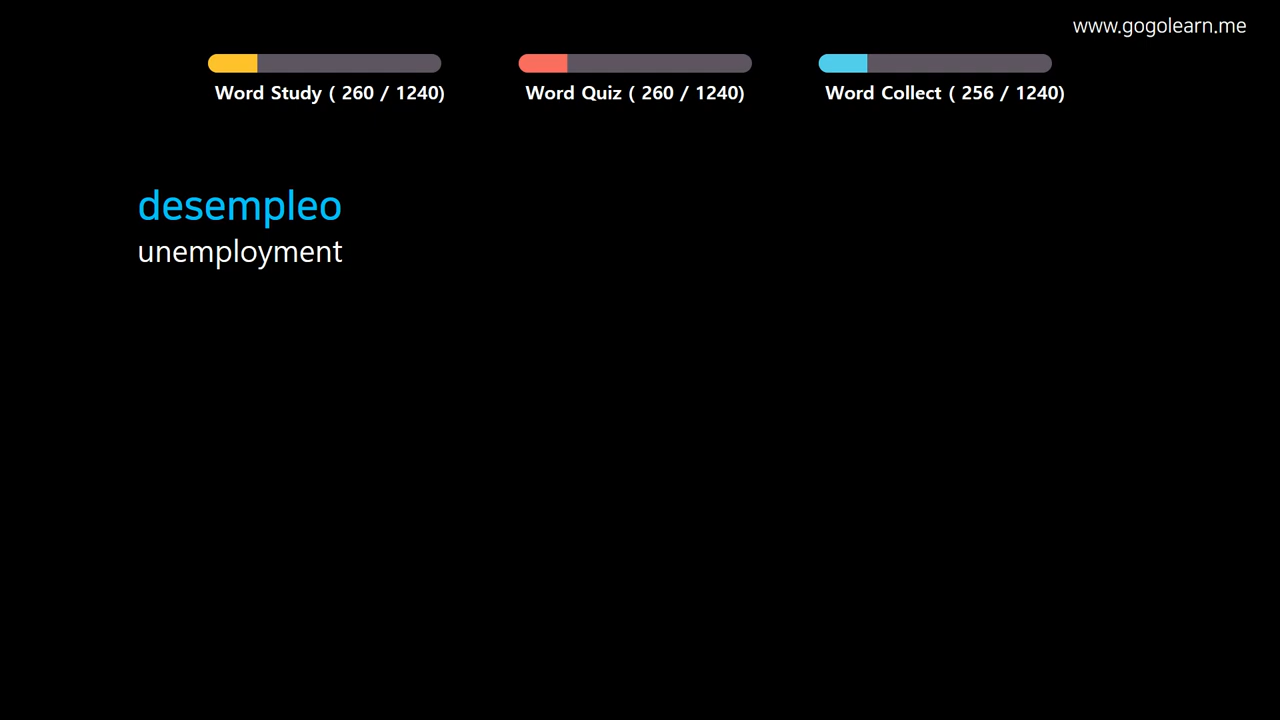 www.gogolearn.me
Word Study ( 260 / 1240)
Word Quiz ( 260 / 1240)
Word Collect ( 256 / 1240)
desempleo
unemployment